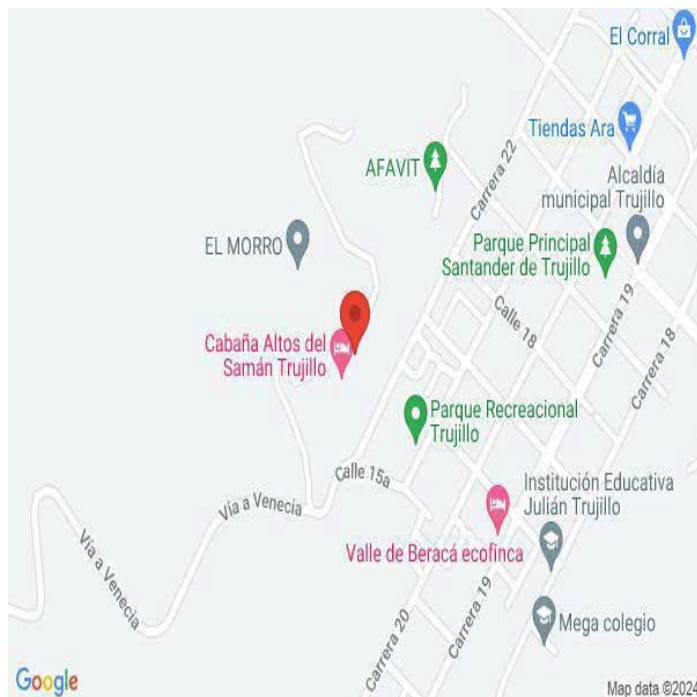 El Corral
Tiendas Ara
Carrera 22
AFAVIT
Alcaldía
municipal Trujillo
EL MORRO
Parque Principal
Santander de Trujillo
Calle 18
Carrera 19
Carrera 18
Cabaña Altos del
Samán Trujillo
Parque Recreacional
Trujillo
Calle 15a
Institución Educativa
Julián Trujillo
Vía a Venecia
Vía a Venecia
Valle de Beracá ecofinca
Carrera 20
Carrera 19
Mega colegio
Google
Map data ©2024